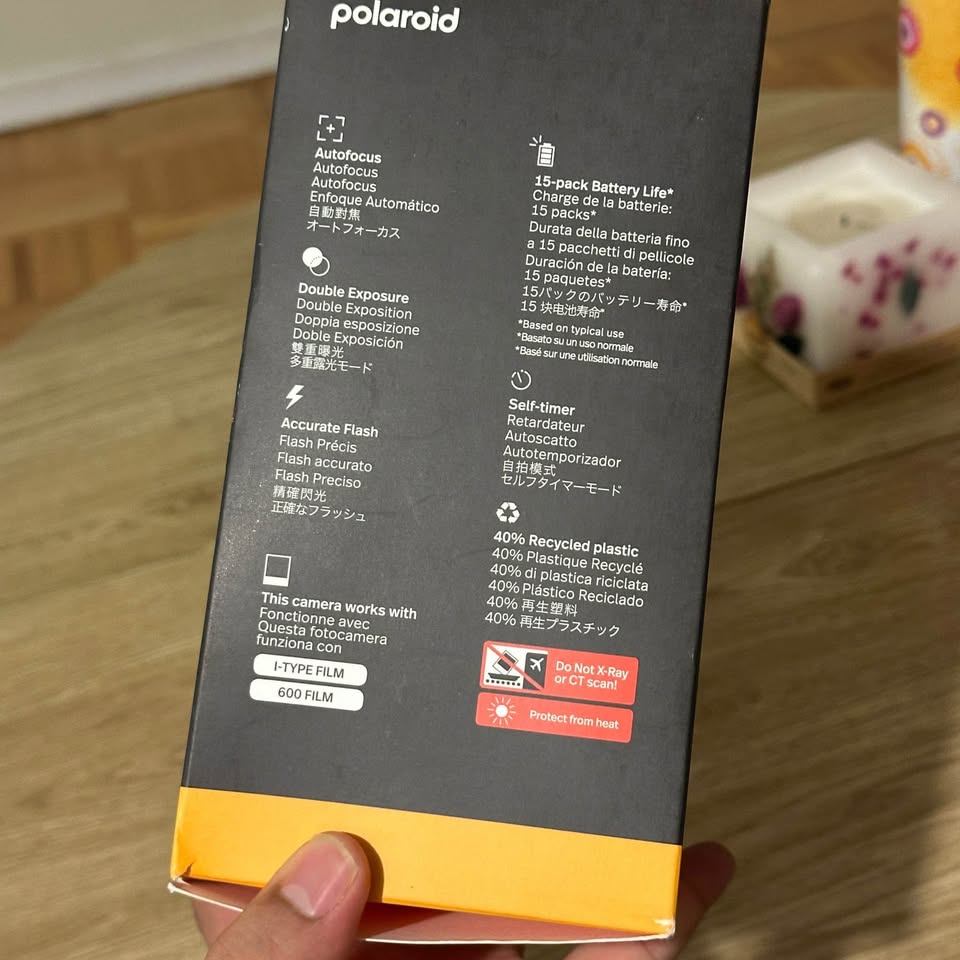 polaroid
Autofocus
Autofocus
Autofocus
Enfoque Automático
自動對焦
オートフォーカス
Double Exposure
Double Exposition
Doppia esposizione
Doble Exposición
雙重曝光
多重露光モード
Accurate Flash
Flash Précis
Flash accurato
Flash Preciso
精確閃光
正確なフラッシュ
This camera works with
Fonctionne avec
Questa fotocamera
funziona con
I-TYPE FILM
600 FILM
15-pack Battery Life*
Charge de la batterie:
15 packs*
Durata della batteria fino
a 15 pacchetti di pellicole
Duración de la batería:
15 paquetes*
15パックのバッテリー寿命*
15 块电池寿命*
*Based on typical use
*Basato su un uso normale
*Basé sur une utilisation normale
Self-timer
Retardateur
Autoscatto
Autotemporizador
自拍模式
セルフタイマーモード
40% Recycled plastic
40% Plastique Recyclé
40% di plastica riciclata
40% Plástico Reciclado
40% 再生塑料
40% 再生プラスチック
Do Not X-Ray
or CT scan!
Protect from heat